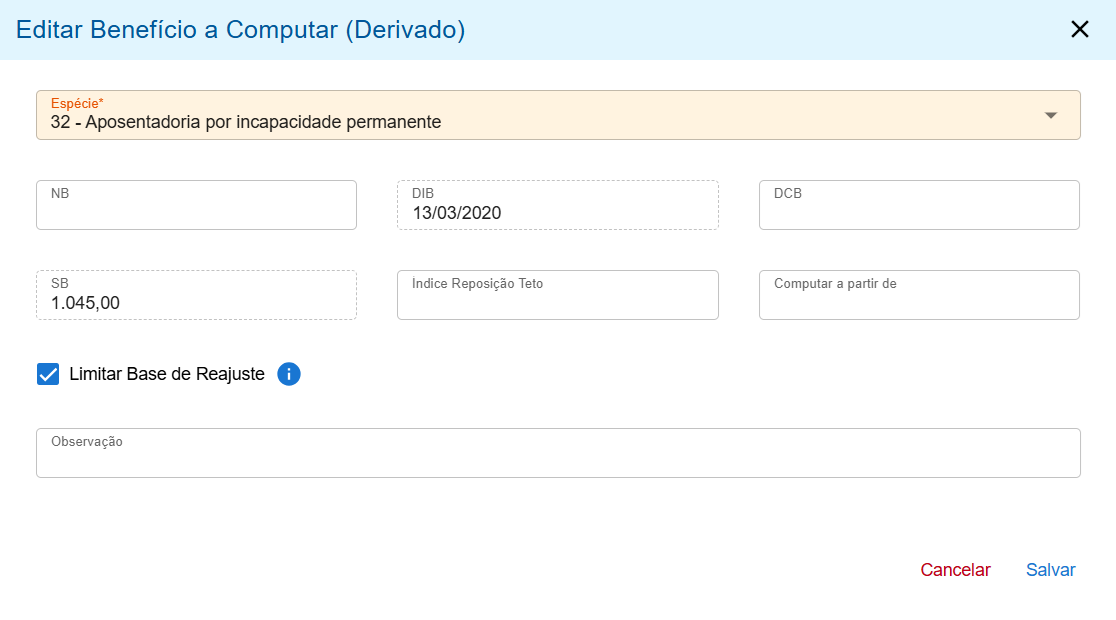 Editar Benefício a Computar (Derivado)
Espécie*
32 - Aposentadoria por incapacidade permanente
NB
DIB
13/03/2020
DCB
SB
1.045,00
Índice Reposição Teto
Computar a partir de
Limitar Base de Reajuste
Observação
Cancelar
Salvar